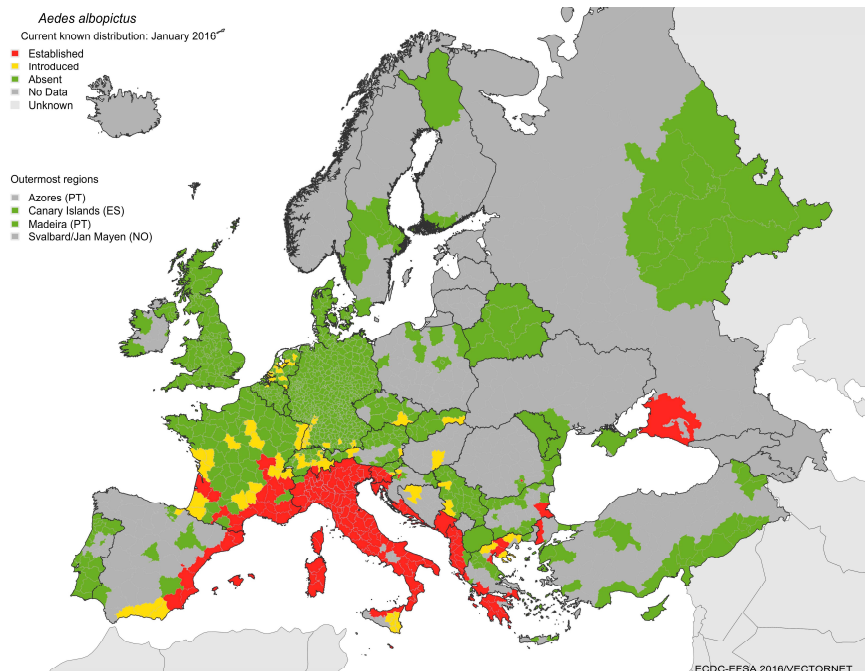 Aedes albopictus
Current known distribution: January 2016
Established
Introduced
Absent
No Data
Unknown
Outermost regions
Azores (PT)
Canary Islands (ES)
Madeira (PT)
Svalbard/Jan Mayen (NO)
ECDC-EFSA 2016/VECTORNET